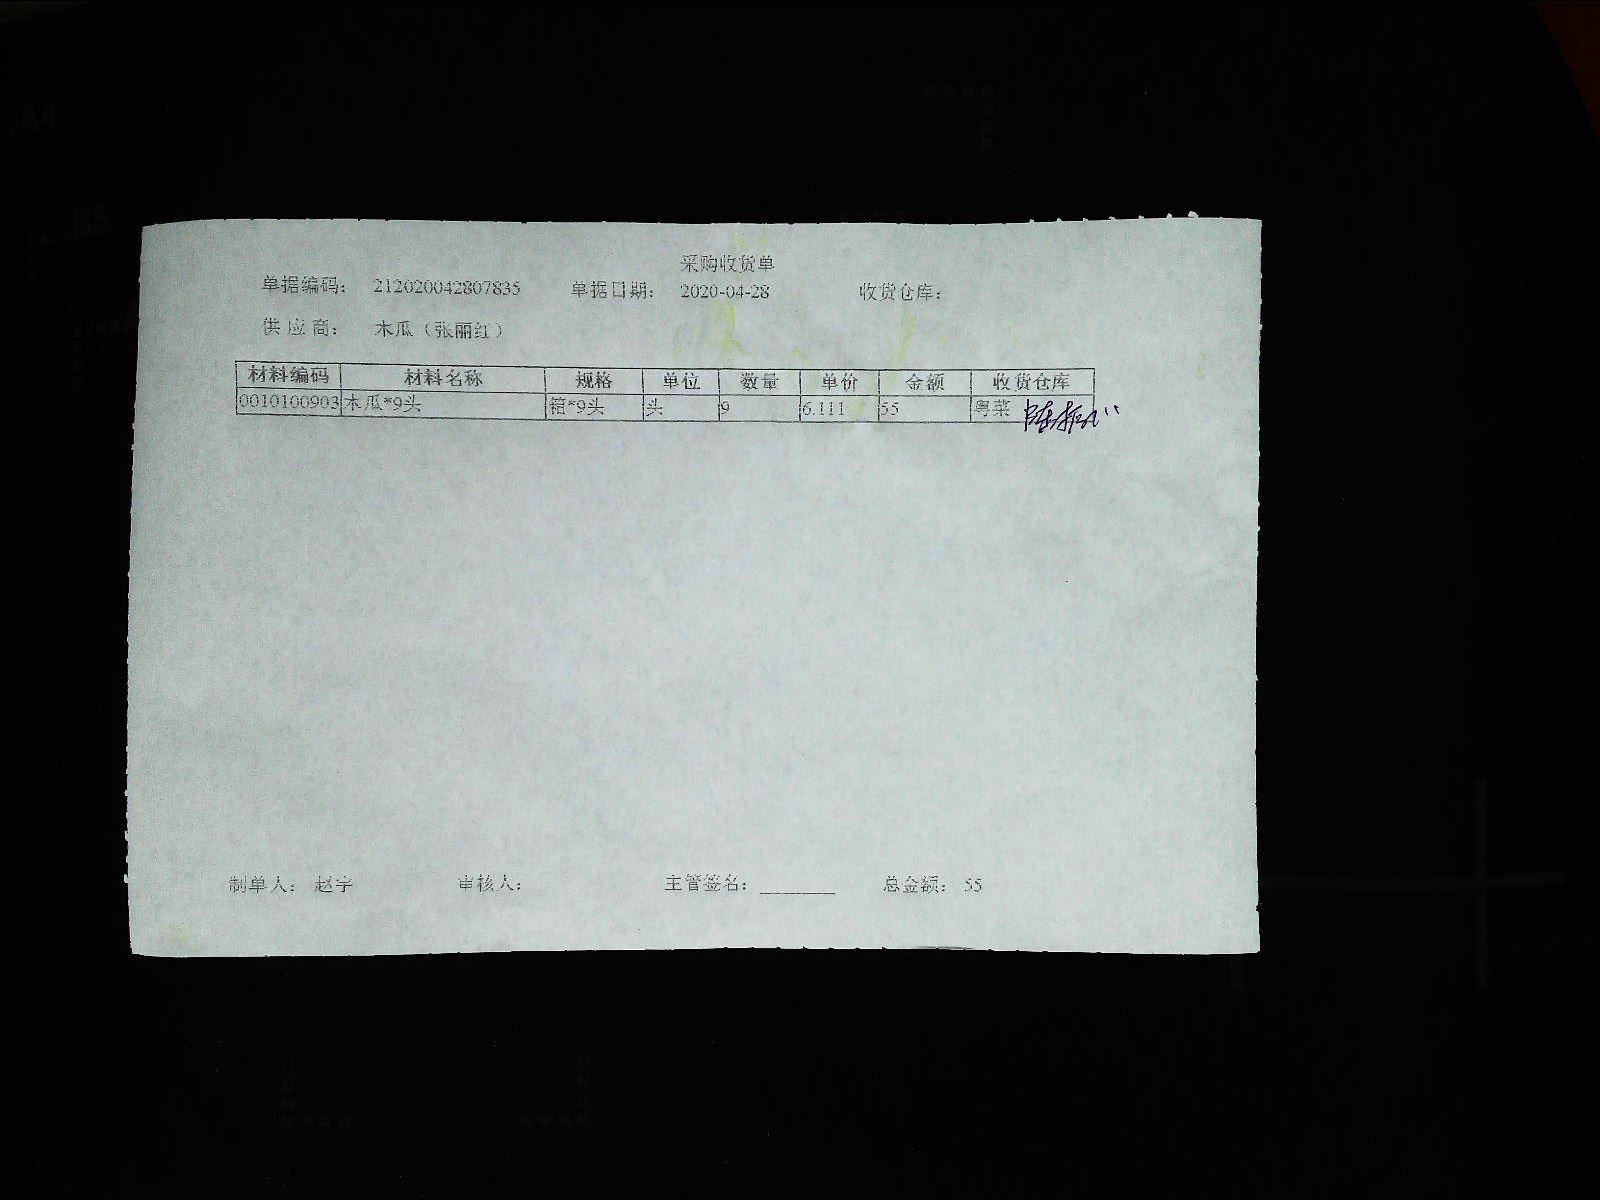 采购收货单
单据编码： 212020042807835 单据日期： 2020-04-28 收货仓库：
供应商： 木瓜（张丽红）
材料编码 材料名称 规格 单位 数量 单价 金额 收货仓库
0010100903 木瓜*9头 箱*9头 头 9 6.111 55 粤菜
制单人： 赵宇 审核人： 主管签名： ________ 总金额： 55